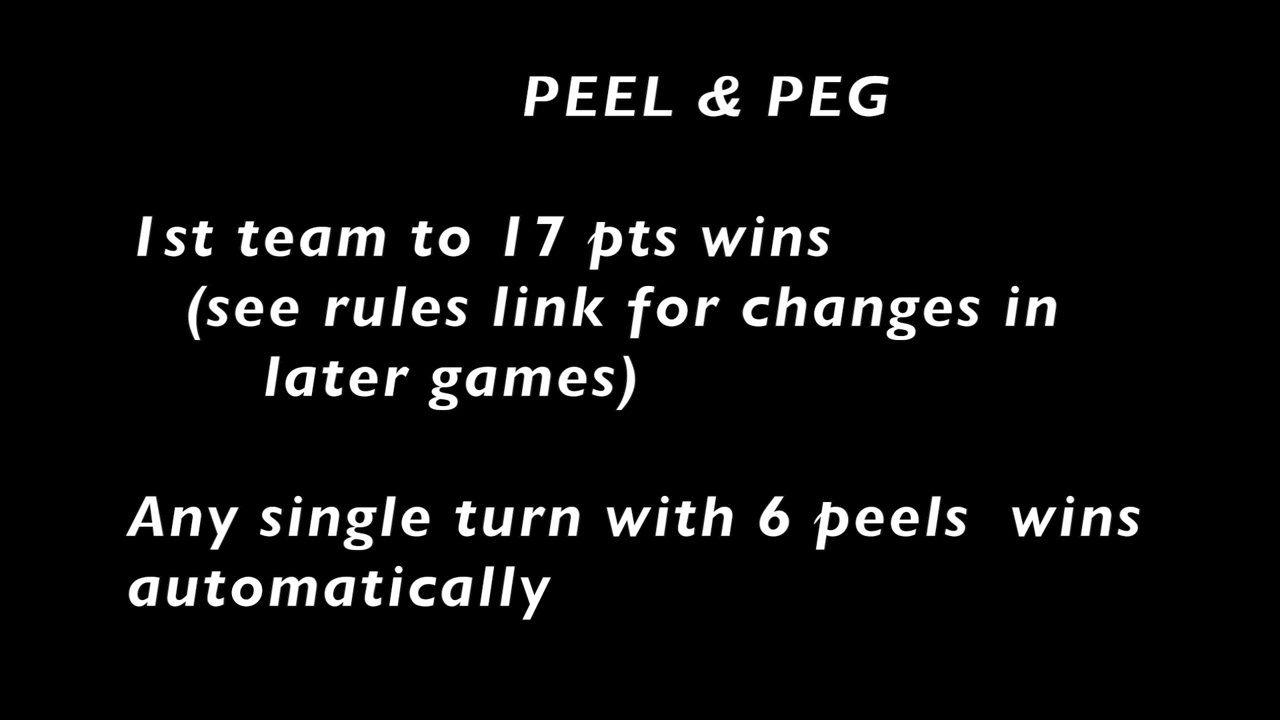 PEEL & PEG
1st team to 17 pts wins
(see rules link for changes in
later games)
Any single turn with 6 peels wins
automatically